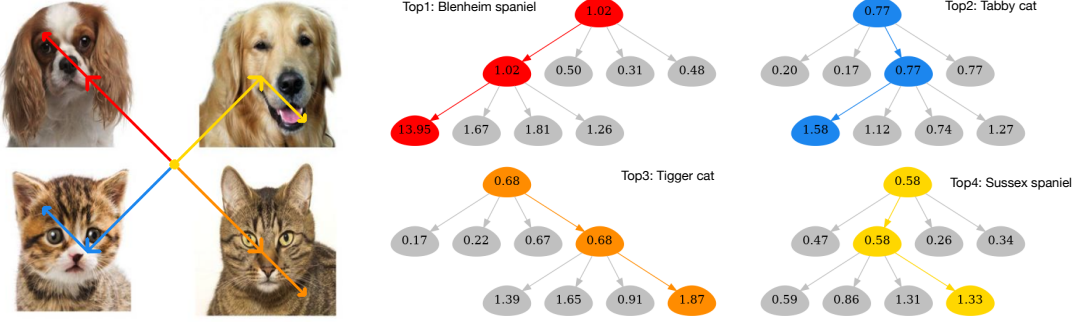 Top1: Blenheim spaniel
1.02
1.02 0.50 0.31 0.48
13.95 1.67 1.81 1.26
Top2: Tabby cat
0.77
0.20 0.17 0.77 0.77
1.58 1.12 0.74 1.27
Top3: Tigger cat
0.68
0.17 0.22 0.67 0.68
1.39 1.65 0.91 1.87
Top4: Sussex spaniel
0.58
0.47 0.58 0.26 0.34
0.59 0.86 1.31 1.33